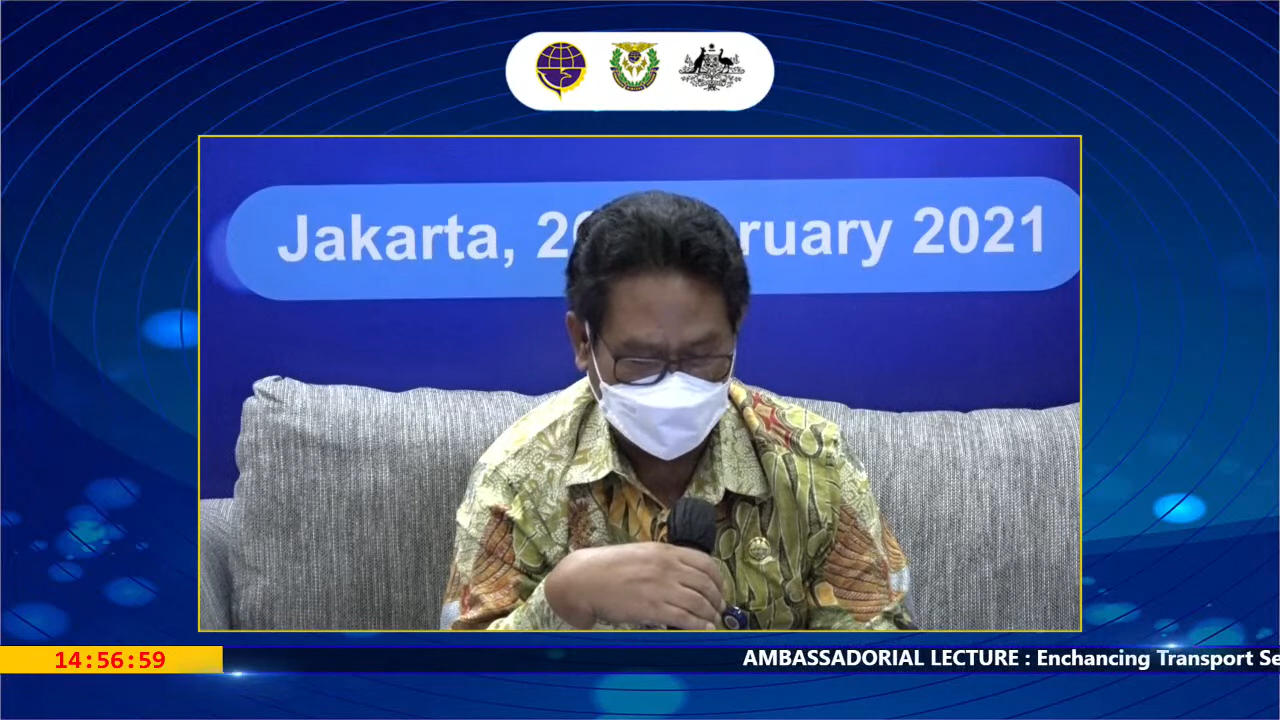 Jakarta, 2 ruary 2021
14:56:59
AMBASSADORIAL LECTURE : Enchancing Transport Se